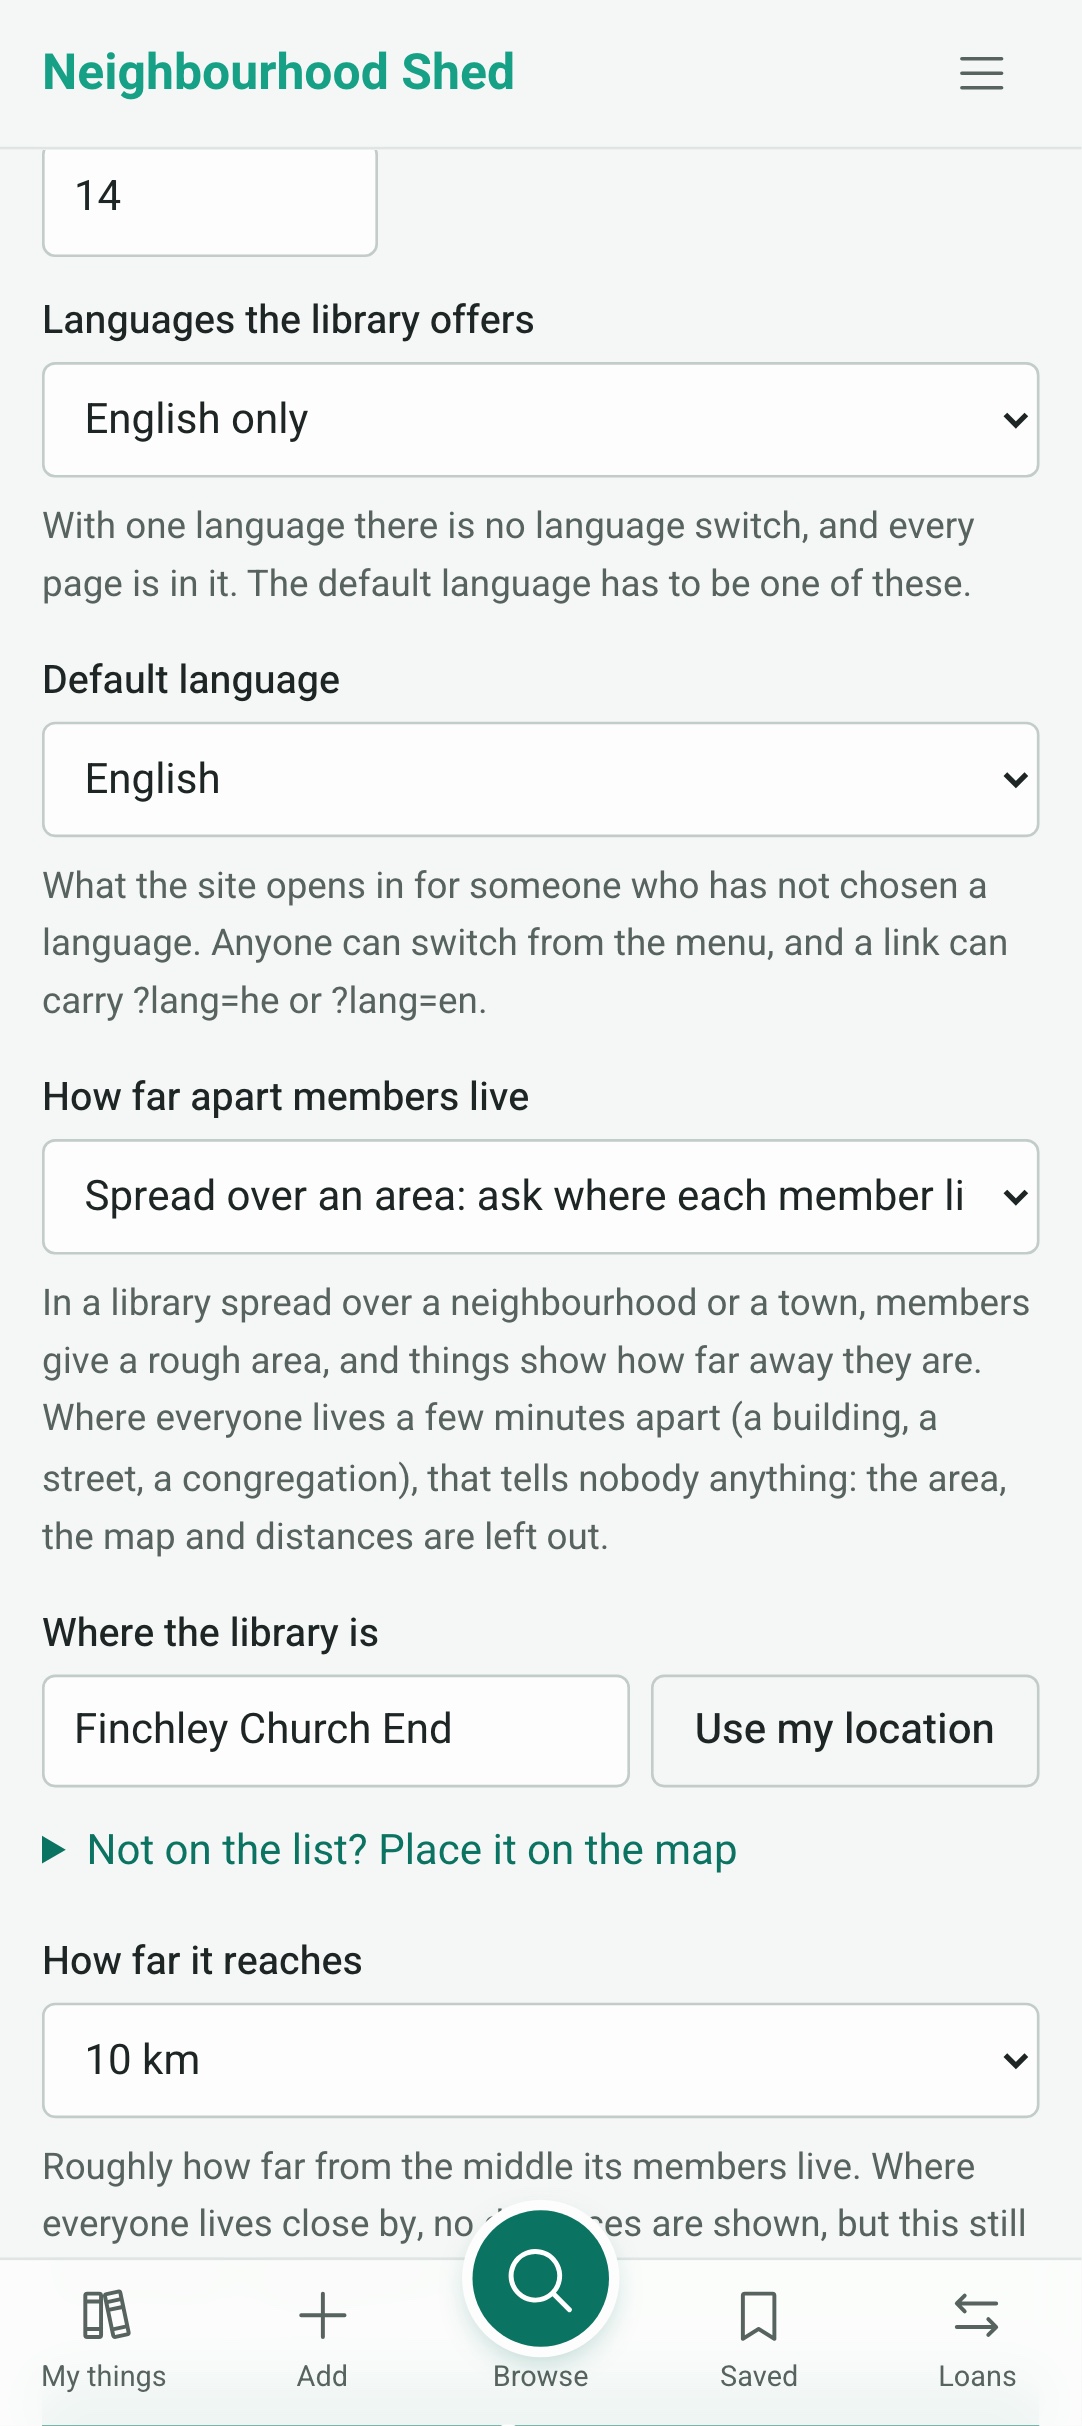 Neighbourhood Shed
14
Languages the library offers
English only
With one language there is no language switch, and every
page is in it. The default language has to be one of these.
Default language
English
What the site opens in for someone who has not chosen a
language. Anyone can switch from the menu, and a link can
carry ?lang=he or ?lang=en.
How far apart members live
Spread over an area: ask where each member li
In a library spread over a neighbourhood or a town, members
give a rough area, and things show how far away they are.
Where everyone lives a few minutes apart (a building, a
street, a congregation), that tells nobody anything: the area,
the map and distances are left out.
Where the library is
Finchley Church End
Use my location
Not on the list? Place it on the map
How far it reaches
10 km
Roughly how far from the middle its members live. Where
everyone lives close by, no are shown, but this still
My things
Add
Browse
Saved
Loans